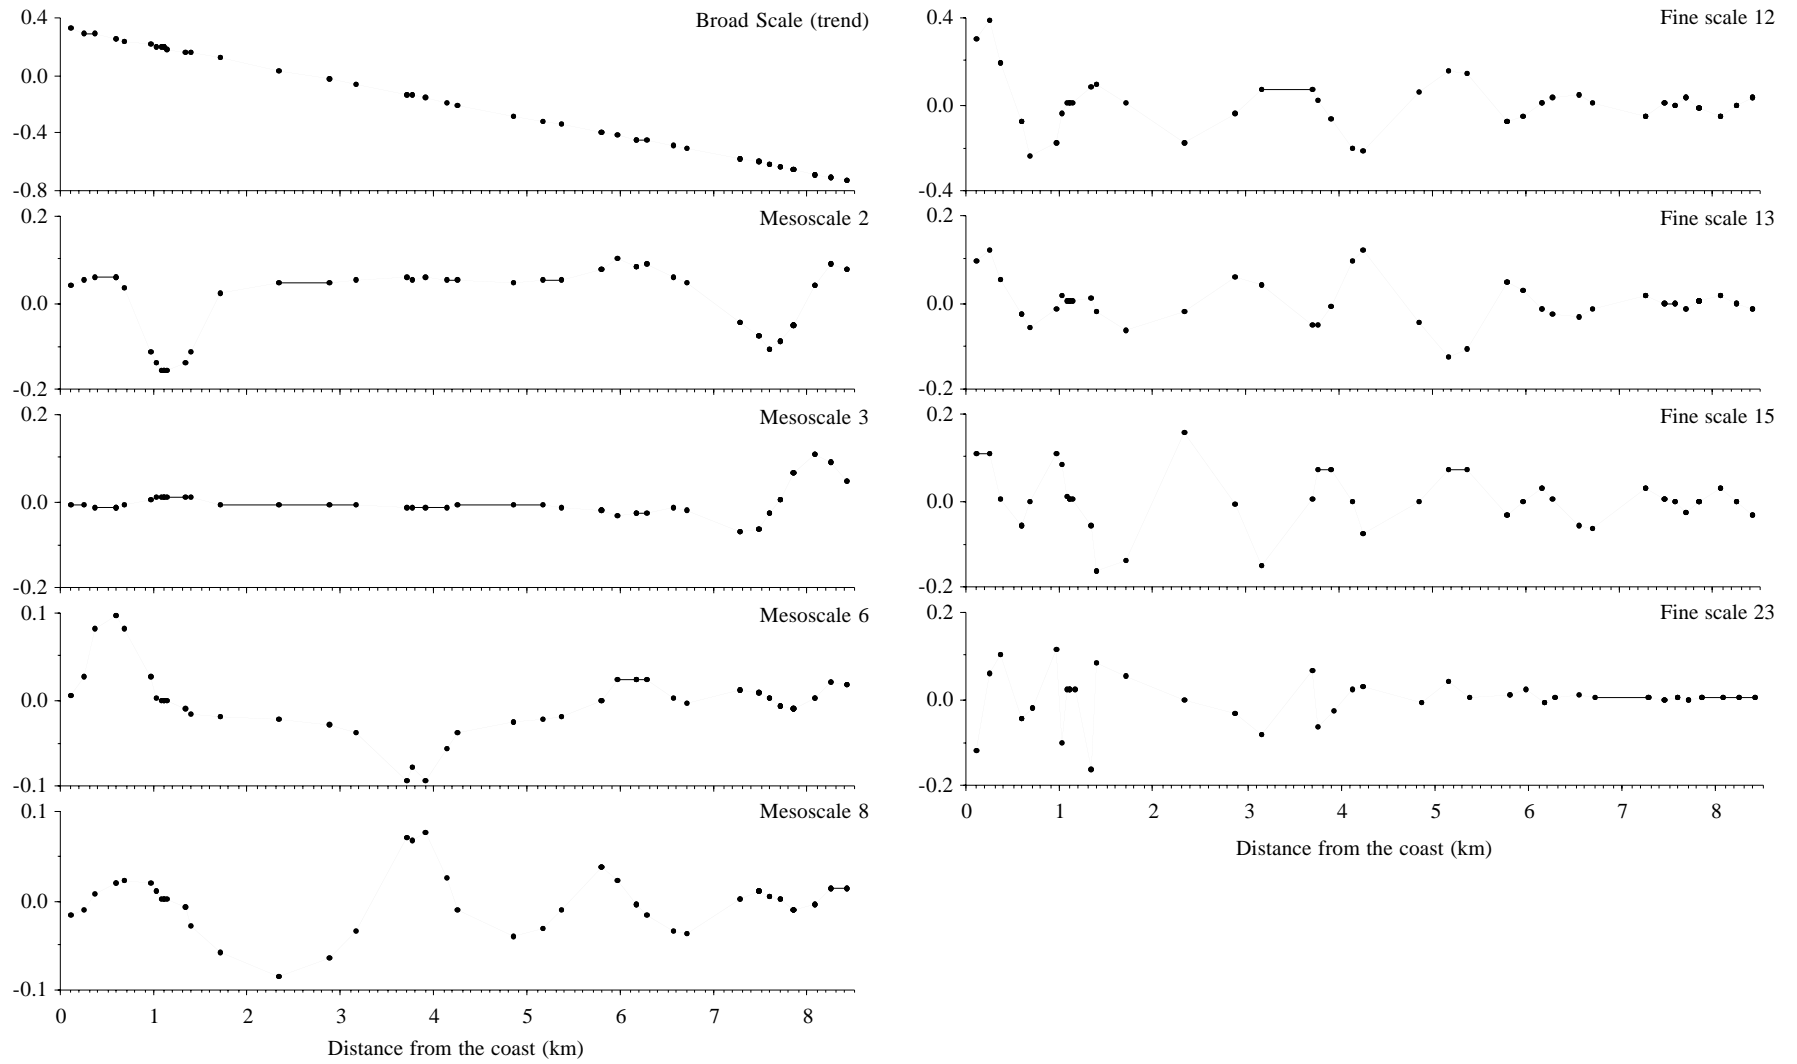 Broad Scale (trend)
0.4
0.0
-0.4
-0.8
Mesoscale 2
0.2
0.0
-0.2
Mesoscale 3
0.2
0.0
-0.2
Mesoscale 6
0.1
0.0
-0.1
Mesoscale 8
0.1
0.0
-0.1
0 1 2 3 4 5 6 7 8
Distance from the coast (km)
Fine scale 12
0.4
0.0
-0.4
Fine scale 13
0.2
0.0
-0.2
Fine scale 15
0.2
0.0
-0.2
Fine scale 23
0.2
0.0
-0.2
0 1 2 3 4 5 6 7 8
Distance from the coast (km)